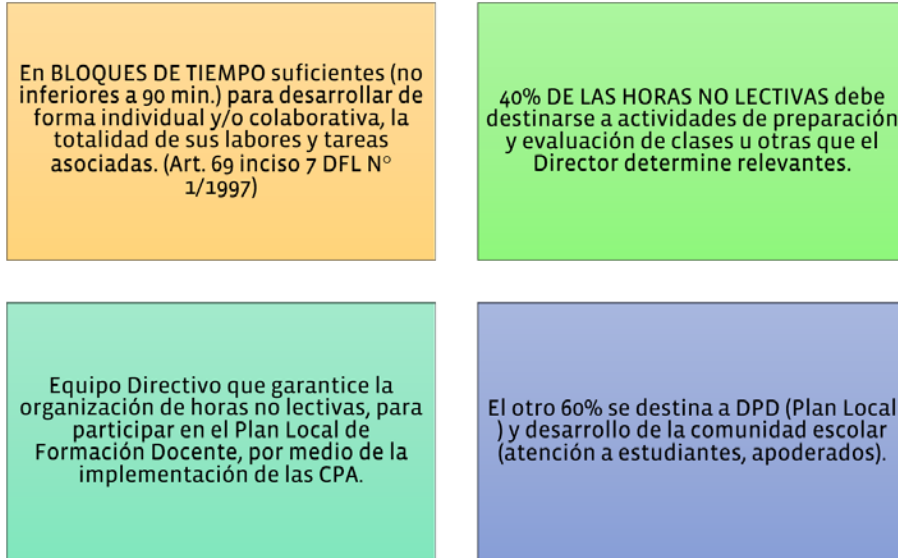 En BLOQUES DE TIEMPO suficientes (no
inferiores a 90 min.) para desarrollar de
forma individual y/o colaborativa, la
totalidad de sus labores y tareas
asociadas. (Art. 69 inciso 7 DFL N°
1/1997)
40% DE LAS HORAS NO LECTIVAS debe
destinarse a actividades de preparación
y evaluación de clases u otras que el
Director determine relevantes.
Equipo Directivo que garantice la
organización de horas no lectivas, para
participar en el Plan Local de
Formación Docente, por medio de la
implementación de las CPA.
El otro 60% se destina a DPD (Plan Local
) y desarrollo de la comunidad escolar
(atención a estudiantes, apoderados).